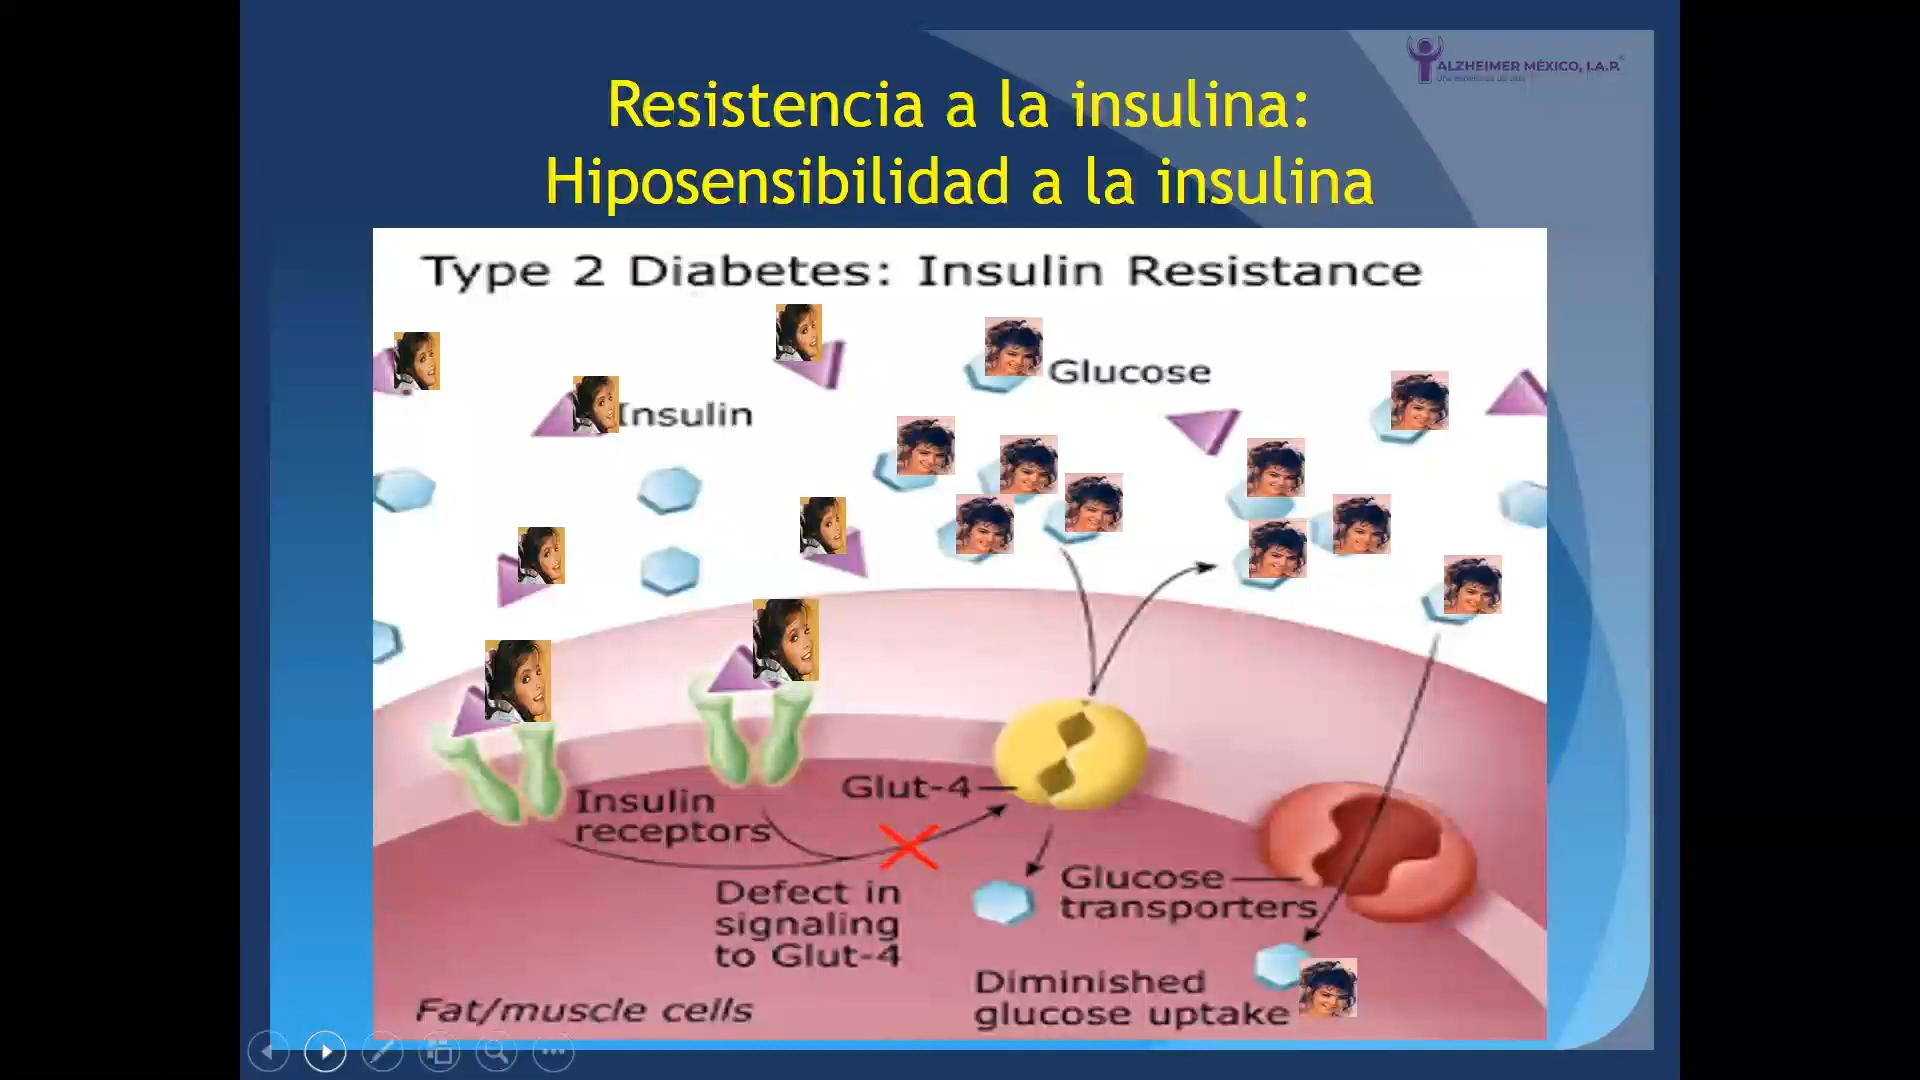 ALZHEIMER MÉXICO, I.A.P.
Resistencia a la insulina:
Hiposensibilidad a la insulina
Type 2 Diabetes: Insulin Resistance
Glucose
Insulin
Glut-4
Insulin
receptors
Defect in
signaling
to Glut-4
Glucose
transporters
Diminished
glucose uptake
Fat/muscle cells